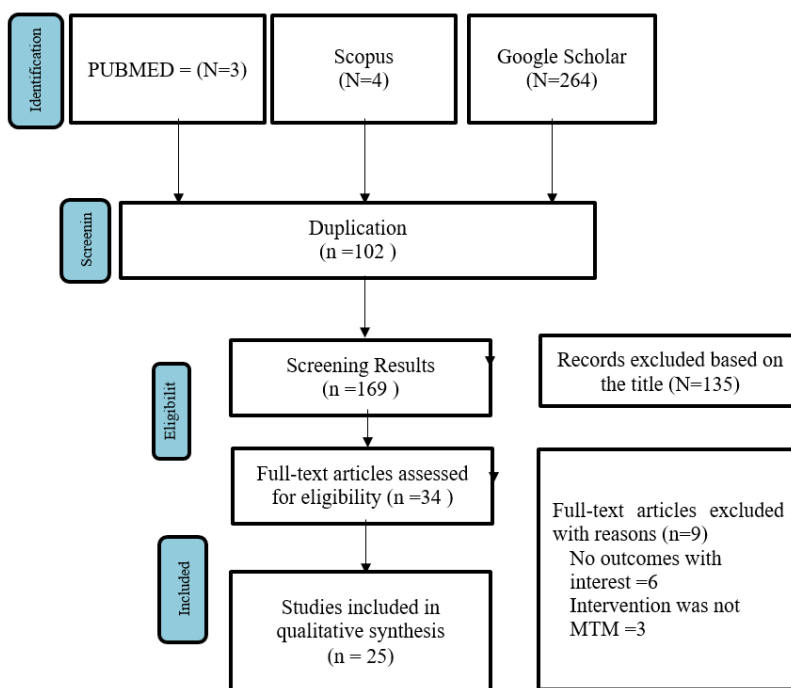 Identification
PUBMED = (N=3)
Scopus
(N=4)
Google Scholar
(N=264)
Screenin
Duplication
(n =102 )
Eligibilit
Screening Results
(n =169 )
Records excluded based on
the title (N=135)
Full-text articles assessed
for eligibility (n =34 )
Full-text articles excluded
with reasons (n=9)
No outcomes with
interest =6
Intervention was not
MTM =3
Included
Studies included in
qualitative synthesis
(n = 25)